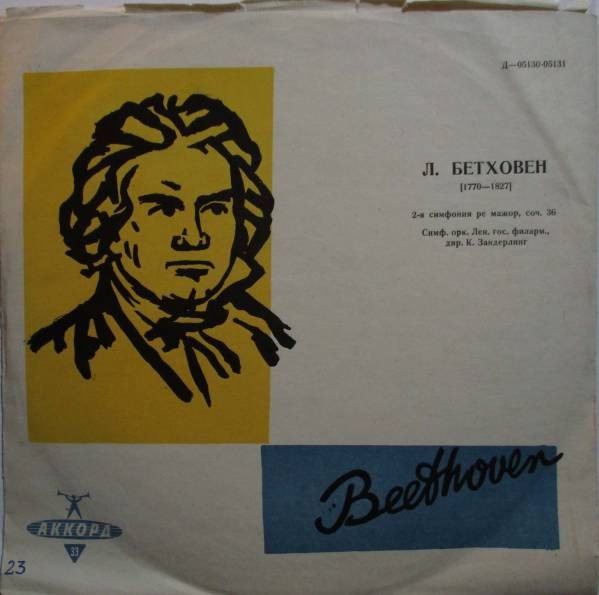 Д—05130-05131
Л. БЕТХОВЕН
[1770—1827]
2-я симфония ре мажор, соч. 36
Симф. орк. Лен. гос. филарм.,
дир. К. Зандерлинг
Beethoven
АККОРД
33
23